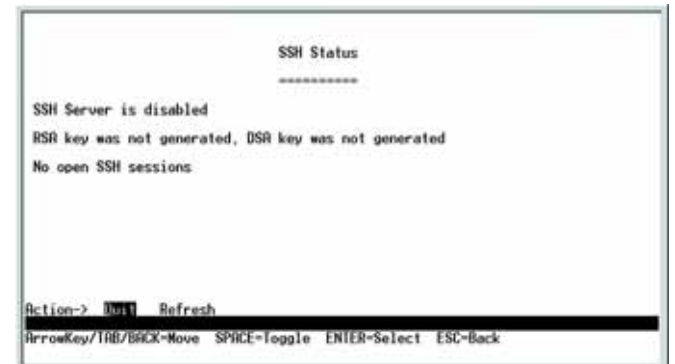 SSH Status
==========
SSH Server is disabled
RSA key was not generated, DSA key was not generated
No open SSH sessions
Action-> Quit Refresh
ArrowKey/TAB/BACK=Move SPACE=Toggle ENTER=Select ESC=Back